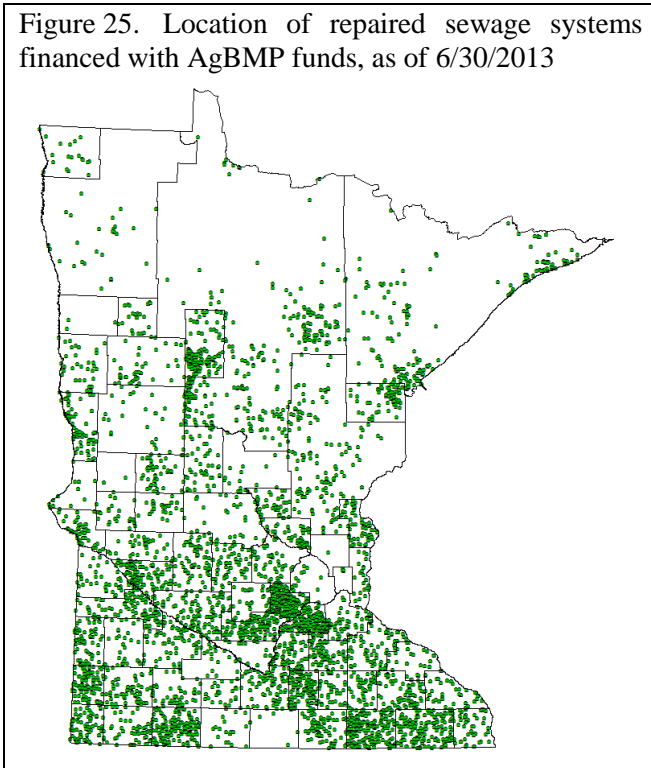 Figure 25. Location of repaired sewage systems
financed with AgBMP funds, as of 6/30/2013